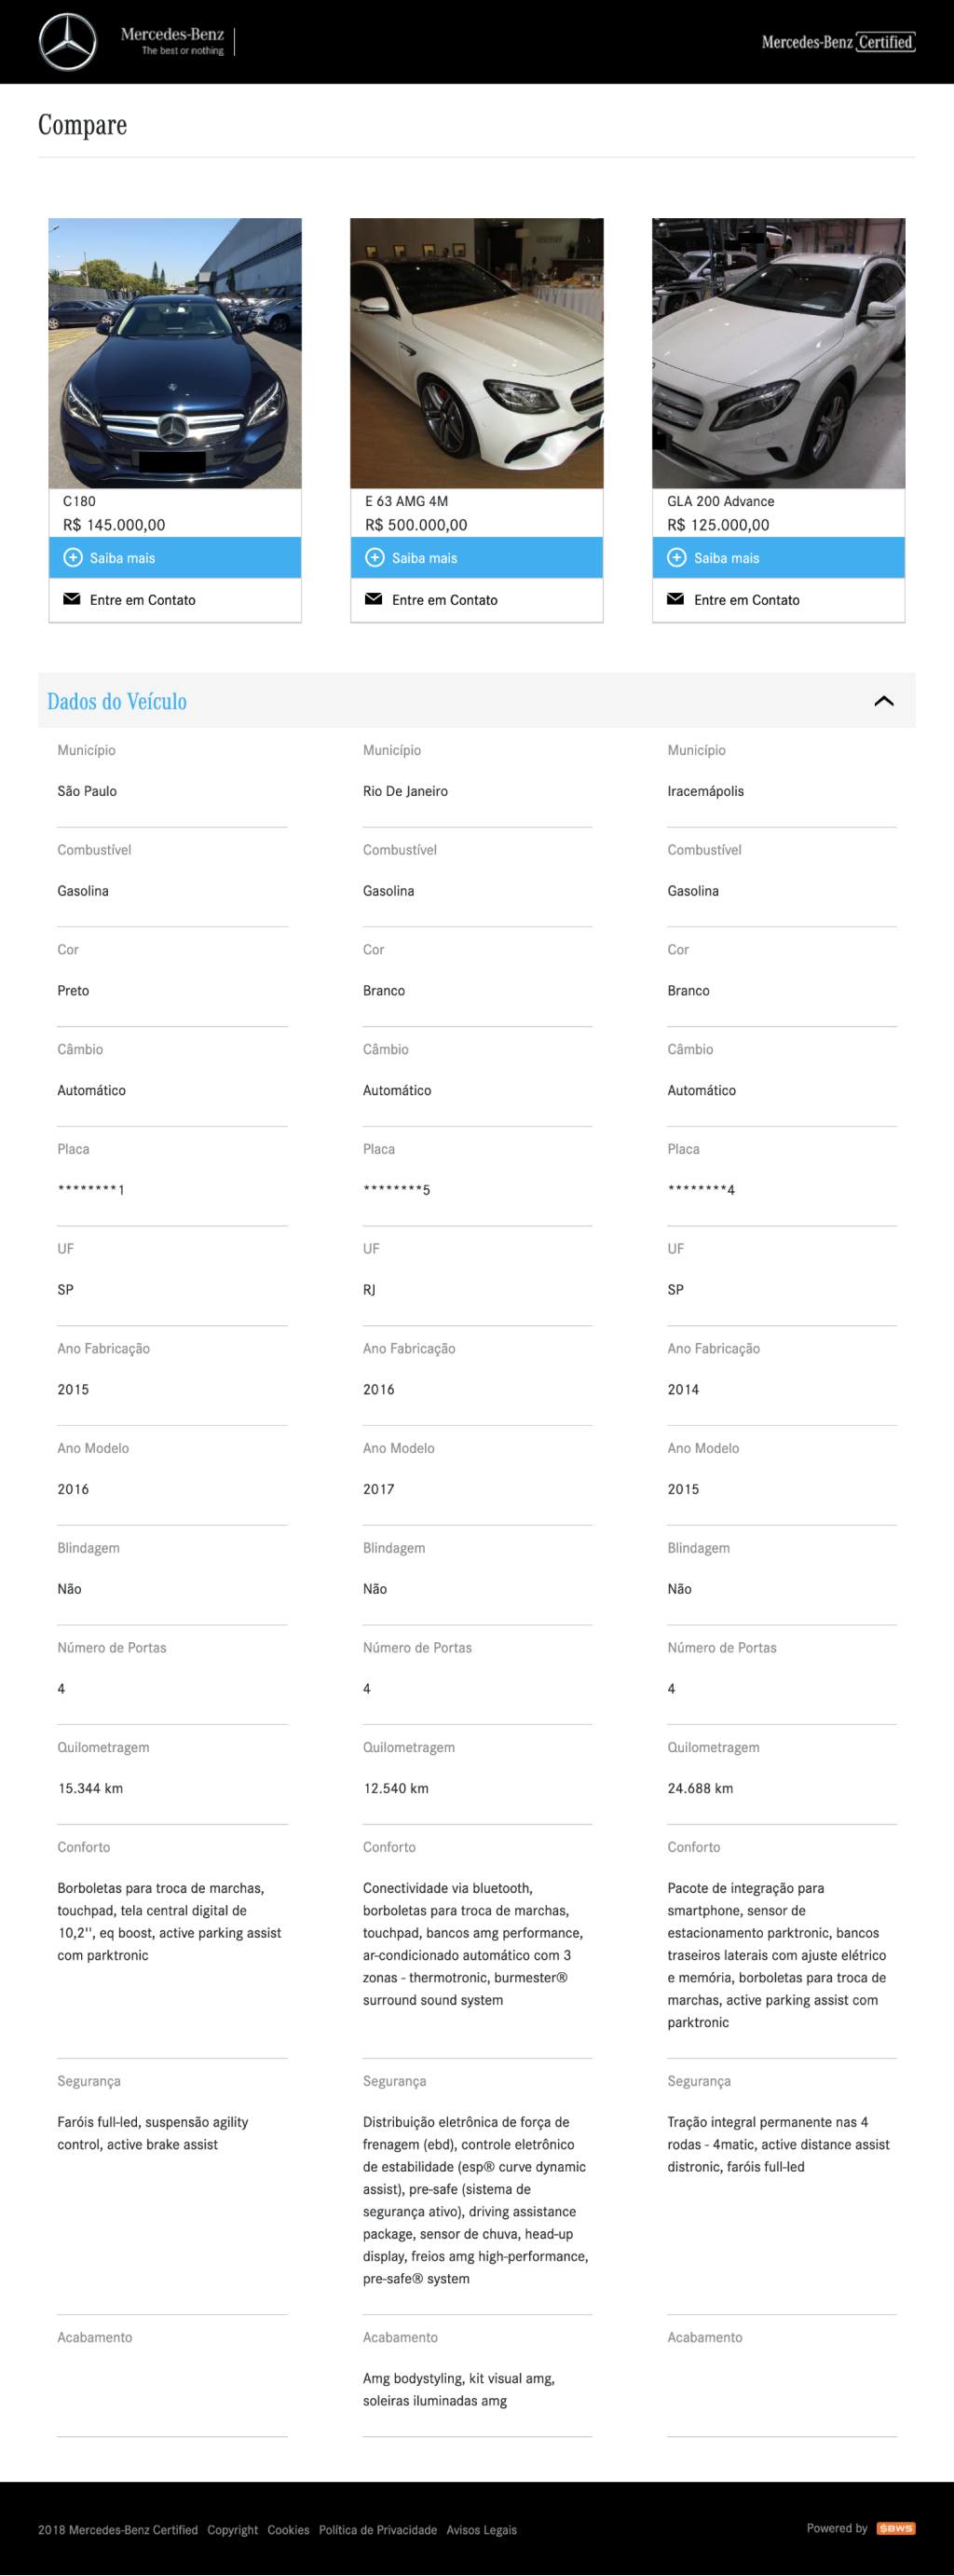 Mercedes-Benz
The best or nothing
Mercedes-Benz Certified
Compare
C180
R$ 145.000,00
Saiba mais
Entre em Contato
E 63 AMG 4M
R$ 500.000,00
Saiba mais
Entre em Contato
GLA 200 Advance
R$ 125.000,00
Saiba mais
Entre em Contato
Dados do Veículo
Município Município Município
São Paulo Rio De Janeiro Iracemápolis
Combustível Combustível Combustível
Gasolina Gasolina Gasolina
Cor Cor Cor
Preto Branco Branco
Câmbio Câmbio Câmbio
Automático Automático Automático
Placa Placa Placa
********1 ********5 ********4
UF UF UF
SP RJ SP
Ano Fabricação Ano Fabricação Ano Fabricação
2015 2016 2014
Ano Modelo Ano Modelo Ano Modelo
2016 2017 2015
Blindagem Blindagem Blindagem
Não Não Não
Número de Portas Número de Portas Número de Portas
4 4 4
Quilometragem Quilometragem Quilometragem
15.344 km 12.540 km 24.688 km
Conforto
Borboletas para troca de marchas,
touchpad, tela central digital de
10,2'', eq boost, active parking assist
com parktronic
Conforto
Conectividade via bluetooth,
borboletas para troca de marchas,
touchpad, bancos amg performance,
ar-condicionado automático com 3
zonas - thermotronic, burmester®
surround sound system
Conforto
Pacote de integração para
smartphone, sensor de
estacionamento parktronic, bancos
traseiros laterais com ajuste elétrico
e memória, borboletas para troca de
marchas, active parking assist com
parktronic
Segurança
Faróis full-led, suspensão agility
control, active brake assist
Segurança
Distribuição eletrônica de força de
frenagem (ebd), controle eletrônico
de estabilidade (esp® curve dynamic
assist), pre-safe (sistema de
segurança ativo), driving assistance
package, sensor de chuva, head-up
display, freios amg high-performance,
pre-safe® system
Segurança
Tração integral permanente nas 4
rodas - 4matic, active distance assist
distronic, faróis full-led
Acabamento
Acabamento
Amg bodystyling, kit visual amg,
soleiras iluminadas amg
Acabamento
2018 Mercedes-Benz Certified Copyright Cookies Política de Privacidade Avisos Legais
Powered by SBWS